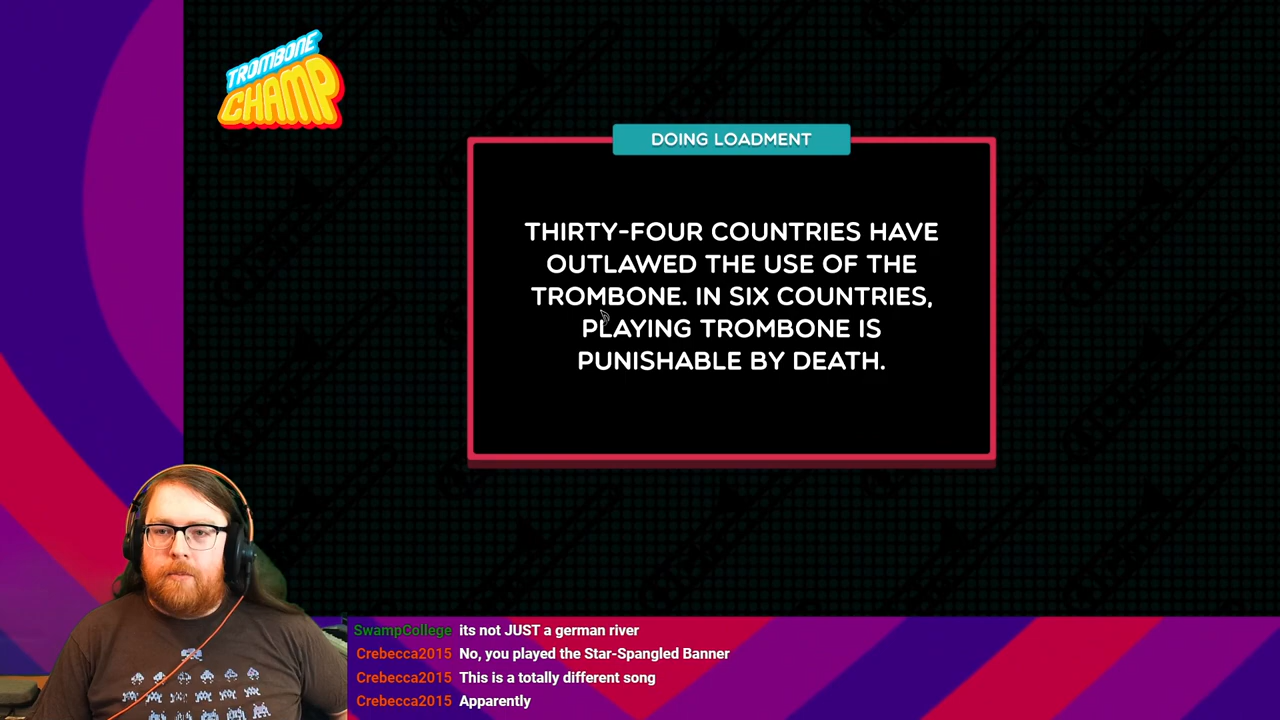 TROMBONE
CHAMP
DOING LOADMENT
THIRTY-FOUR COUNTRIES HAVE
OUTLAWED THE USE OF THE
TROMBONE. IN SIX COUNTRIES,
PLAYING TROMBONE IS
PUNISHABLE BY DEATH.
SwampCollege its not JUST a german river
Crebecca2015 No, you played the Star-Spangled Banner
Crebecca2015 This is a totally different song
Crebecca2015 Apparently